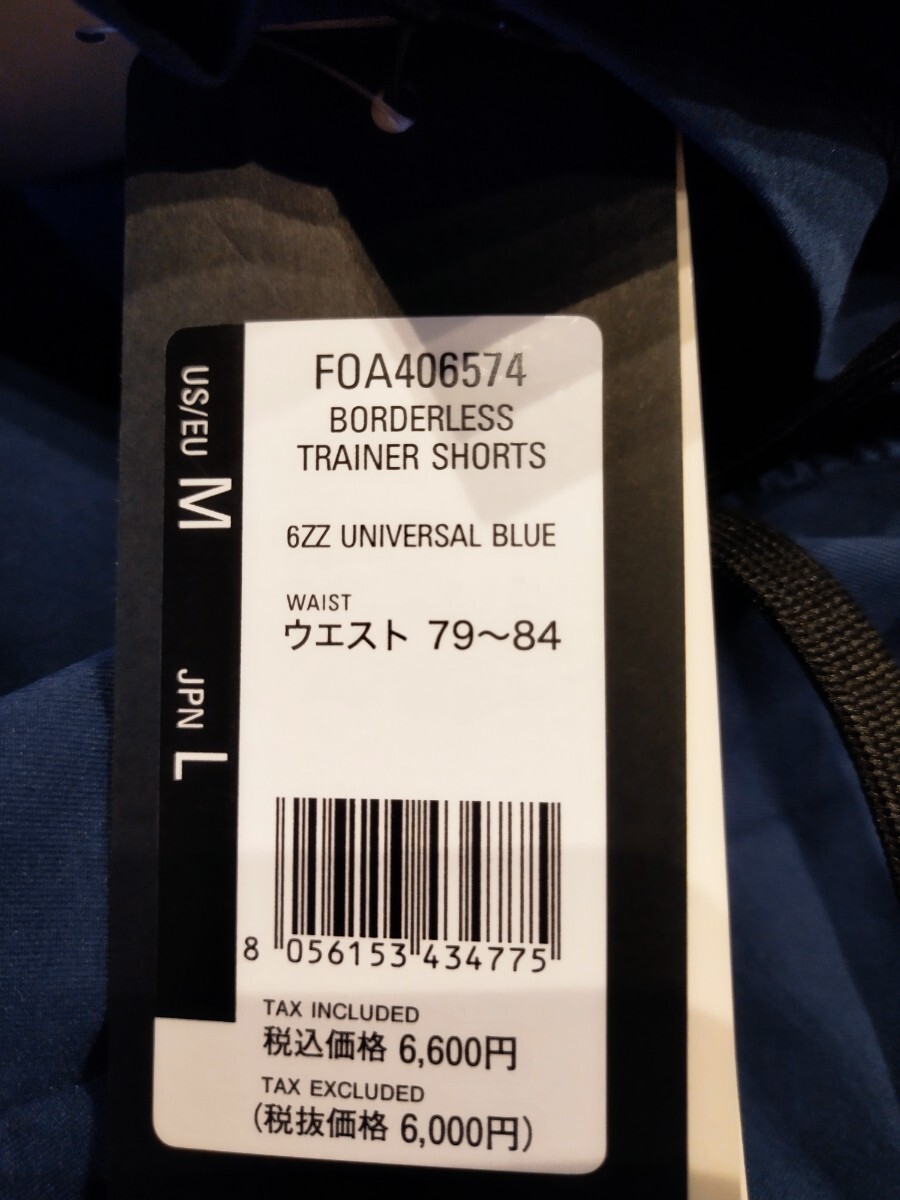 FOA406574
BORDERLESS
TRAINER SHORTS
6ZZ UNIVERSAL BLUE
WAIST
ウエスト 79〜84
US/EU M
JPN L
8 056153 434775
TAX INCLUDED
税込価格 6,600円
TAX EXCLUDED
(税抜価格 6,000円)